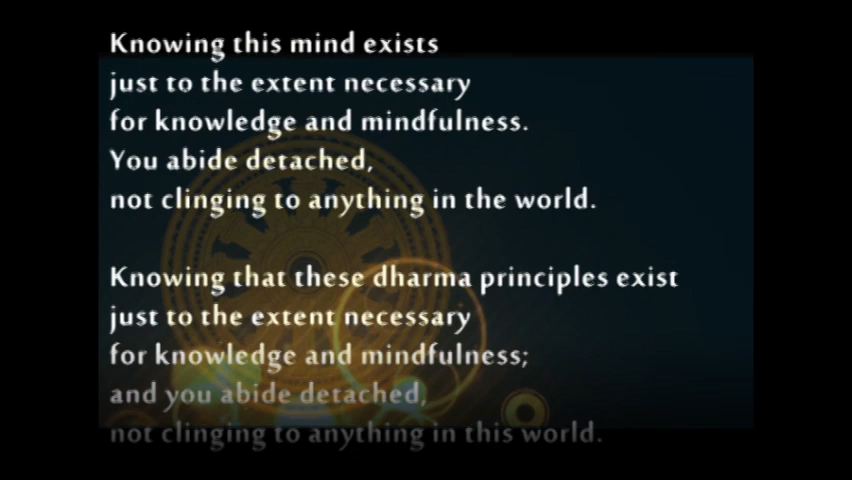 Knowing this mind exists
just to the extent necessary
for knowledge and mindfulness.
You abide detached,
not clinging to anything in the world.
Knowing that these dharma principles exist
just to the extent necessary
for knowledge and mindfulness;
and you abide detached,
not clinging to anything in this world.